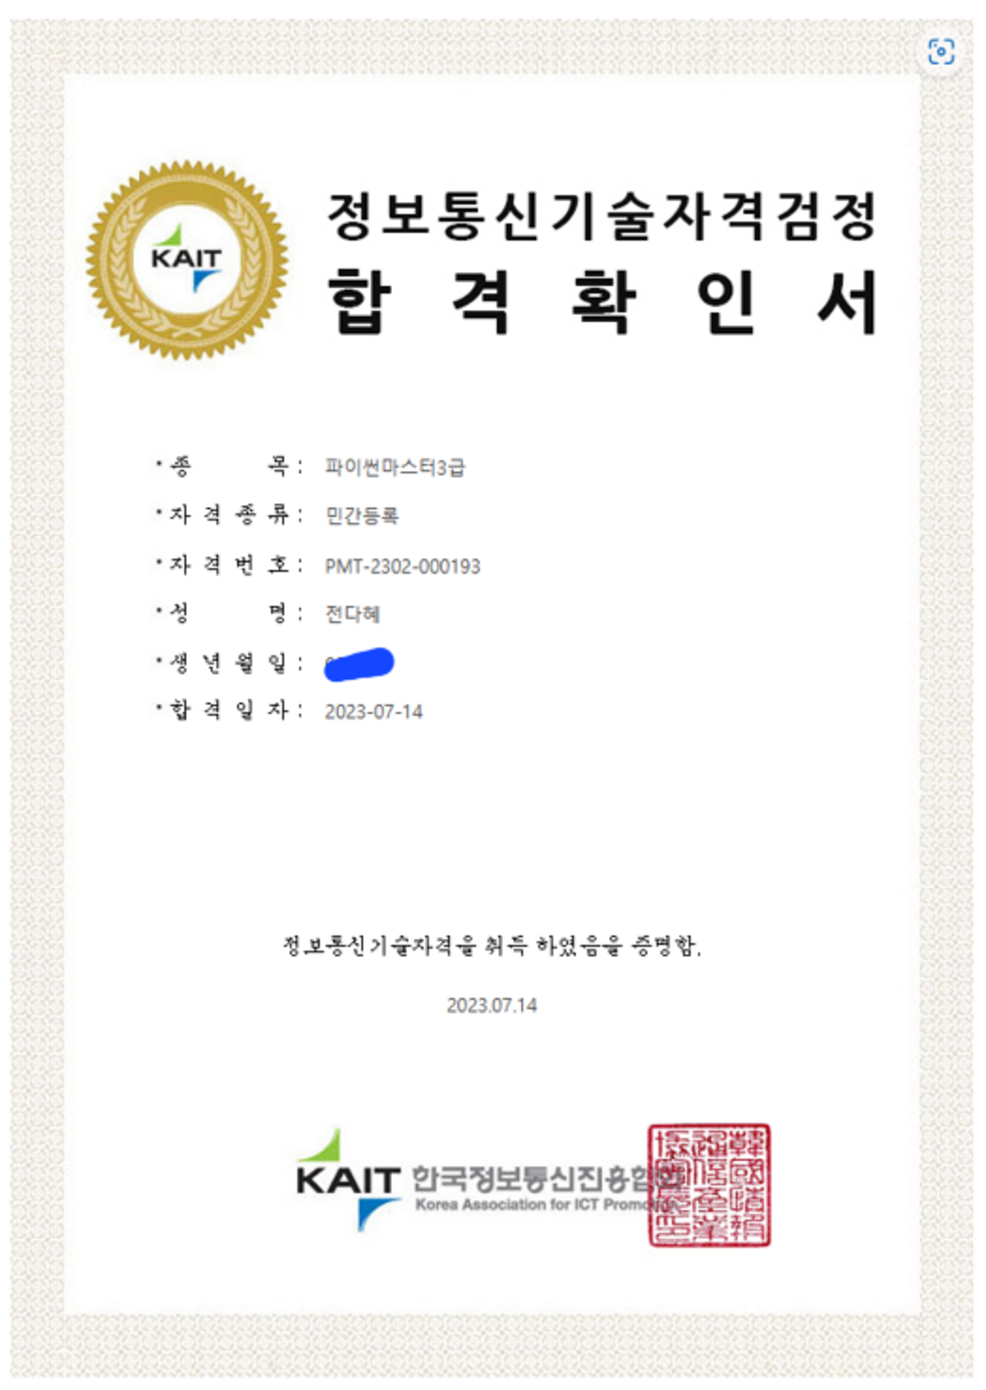 KAIT
정보통신기술자격검정
합격확인서
· 종 목 : 파이썬마스터3급
· 자격종류 : 민간등록
· 자격번호 : PMT-2302-000193
· 성 명 : 전다혜
· 생년월일 :
· 합격일자 : 2023-07-14
정보통신기술자격을 취득 하였음을 증명함.
2023.07.14
KAIT 한국정보통신진흥협회
Korea Association for ICT